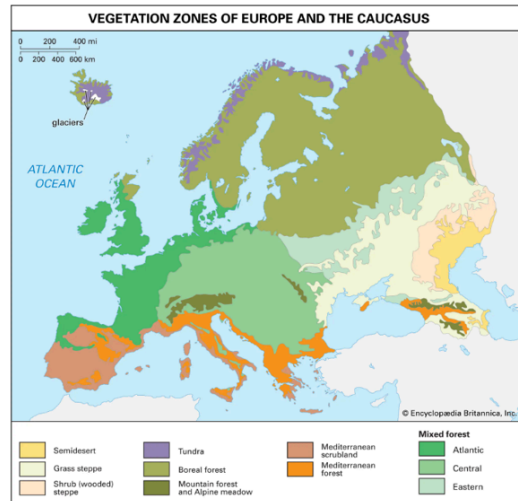 VEGETATION ZONES OF EUROPE AND THE CAUCASUS
0 200 400 mi
0 200 400 600 km
glaciers
ATLANTIC
OCEAN
© Encyclopædia Britannica, Inc.
Semidesert
Grass steppe
Shrub (wooded)
steppe
Tundra
Boreal forest
Mountain forest
and Alpine meadow
Mediterranean
scrubland
Mediterranean
forest
Mixed forest
Atlantic
Central
Eastern